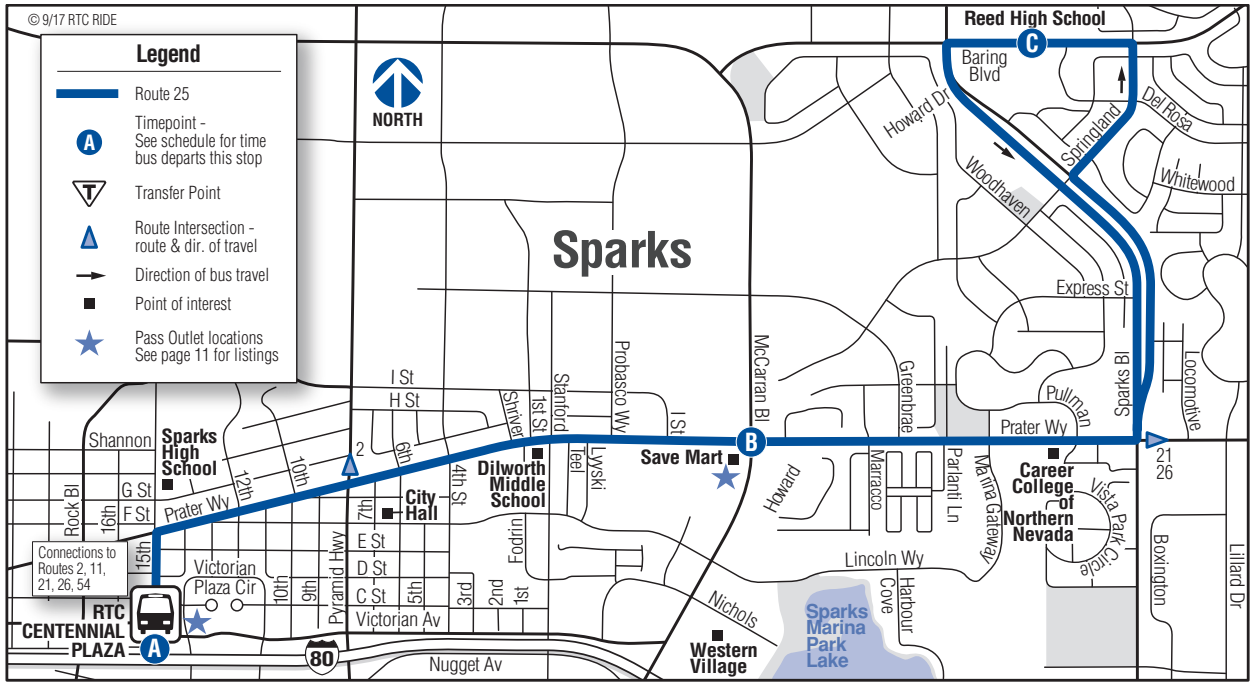 © 9/17 RTC RIDE
Legend
Route 25
A
Timepoint -
See schedule for time
bus departs this stop
T
Transfer Point
Route Intersection -
route & dir. of travel
Direction of bus travel
Point of interest
Pass Outlet locations
See page 11 for listings
NORTH
Reed High School
C
Baring
Blvd
Howard Dr
Del Rosa
Springland
Woodhaven
Whitewood
Sparks
Express St
Probasco Wy
McCarran Bl
Greenbrae
Sparks Bl
Locomotive
Pullman
I St
H St
Shriver
1st St
Stanford
I St
Prater Wy
Shannon
Sparks
High
School
2
6th
4th St
B
Save Mart
21
26
12th
10th
Dilworth
Middle
School
Teel
Lyyski
Howard
Marracco
Parlanti Ln
Marina Gateway
Career
College
of
Northern
Nevada
Vista Park
Circle
Rock Bl
G St
16th
F St
Prater Wy
7th
City
Hall
Fodrin
E St
Connections to
Routes 2, 11,
21, 26, 54
15th
Victorian
Plaza Cir
D St
Lincoln Wy
Boxington
Lillard Dr
10th
9th
Pyramid Hwy
C St
5th
3rd
2nd
1st
Victorian Av
Nichols
Cove
Harbour
RTC
CENTENNIAL
PLAZA
A
Sparks
Marina
Park
Lake
80
Nugget Av
Western
Village